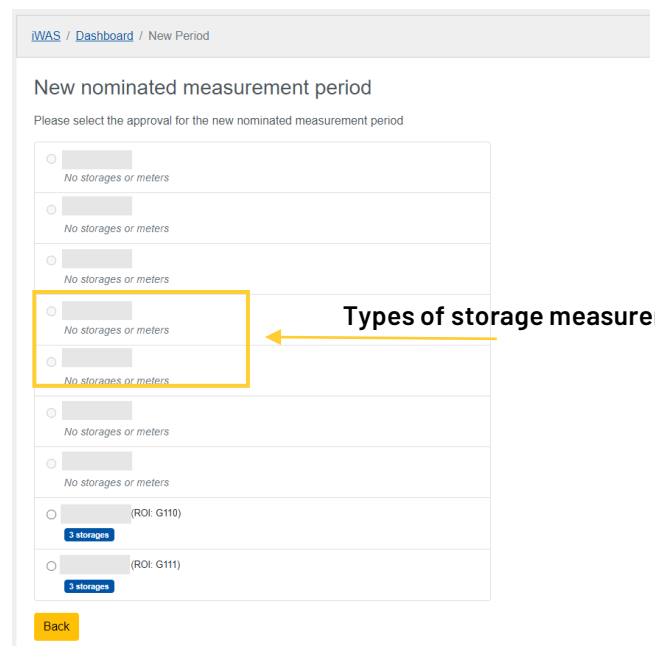 iWAS / Dashboard / New Period
New nominated measurement period
Please select the approval for the new nominated measurement period
No storages or meters
No storages or meters
No storages or meters
No storages or meters
Types of storage measure
No storages or meters
No storages or meters
No storages or meters
(ROI: G110)
3 storages
(ROI: G111)
3 storages
Back